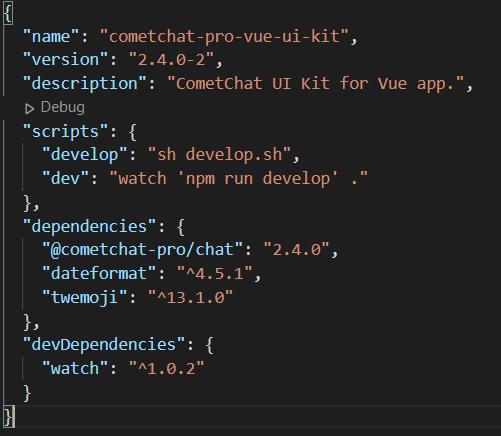 {
"name": "cometchat-pro-vue-ui-kit",
"version": "2.4.0-2",
"description": "CometChat UI Kit for Vue app.",
Debug
"scripts": {
"develop": "sh develop.sh",
"dev": "watch 'npm run develop' ."
},
"dependencies": {
"@cometchat-pro/chat": "2.4.0",
"dateformat": "^4.5.1",
"twemoji": "^13.1.0"
},
"devDependencies": {
"watch": "^1.0.2"
}
}